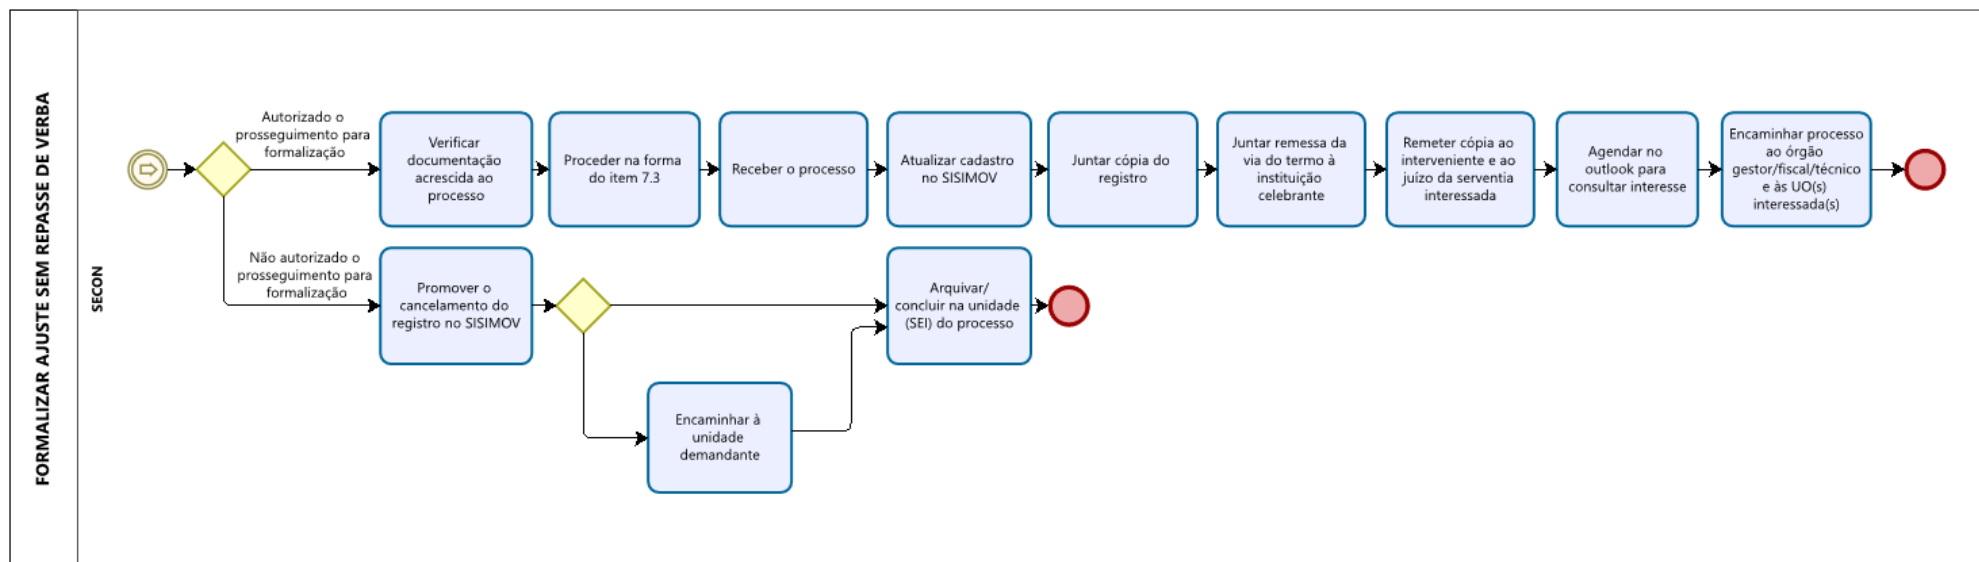 FORMALIZAR AJUSTE SEM REPASSE DE VERBA
SECON
Autorizado o
prosseguimento para
formalização
Verificar
documentação
acrescida ao
processo
Proceder na forma
do item 7.3
Receber o processo
Atualizar cadastro
no SISIMOV
Juntar cópia do
registro
Juntar remessa da
via do termo à
instituição
celebrante
Remeter cópia ao
interveniente e ao
juízo da serventia
interessada
Agendar no
outlook para
consultar interesse
Encaminhar processo
ao órgão
gestor/fiscal/técnico
e às UO(s)
interessada(s)
Não autorizado o
prosseguimento para
formalização
Promover o
cancelamento do
registro no SISIMOV
Arquivar/
concluir na unidade
(SEI) do processo
Encaminhar à
unidade
demandante